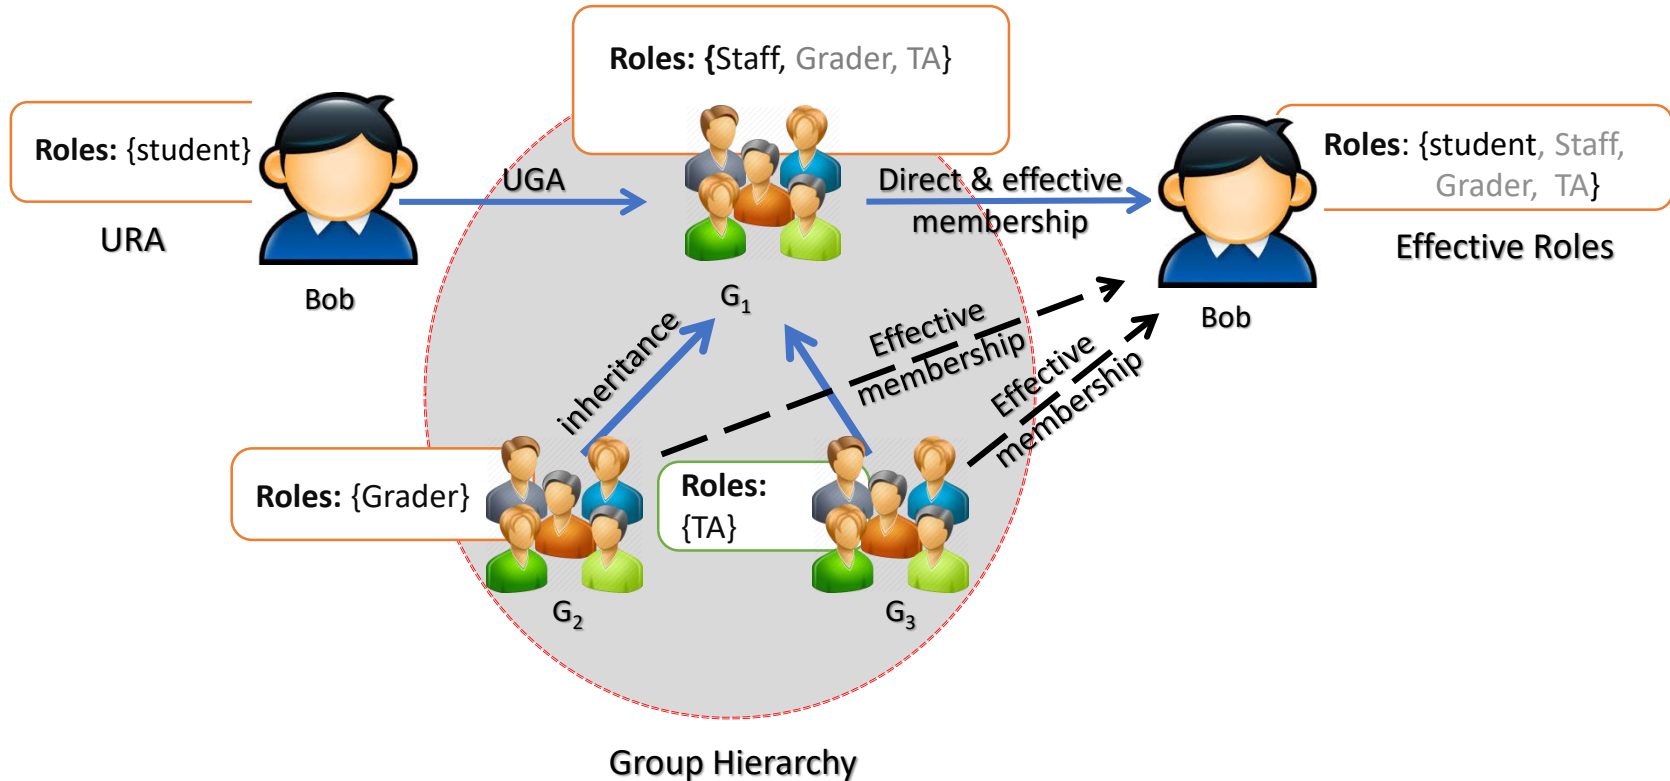 Roles: {Staff, Grader, TA}
Roles: {student}
URA
Bob
UGA
G1
Direct & effective
membership
Roles: {student, Staff,
Grader, TA}
Effective Roles
Bob
inheritance
Effective
membership
Effective
membership
Roles: {Grader}
G2
Roles:
{TA}
G3
Group Hierarchy